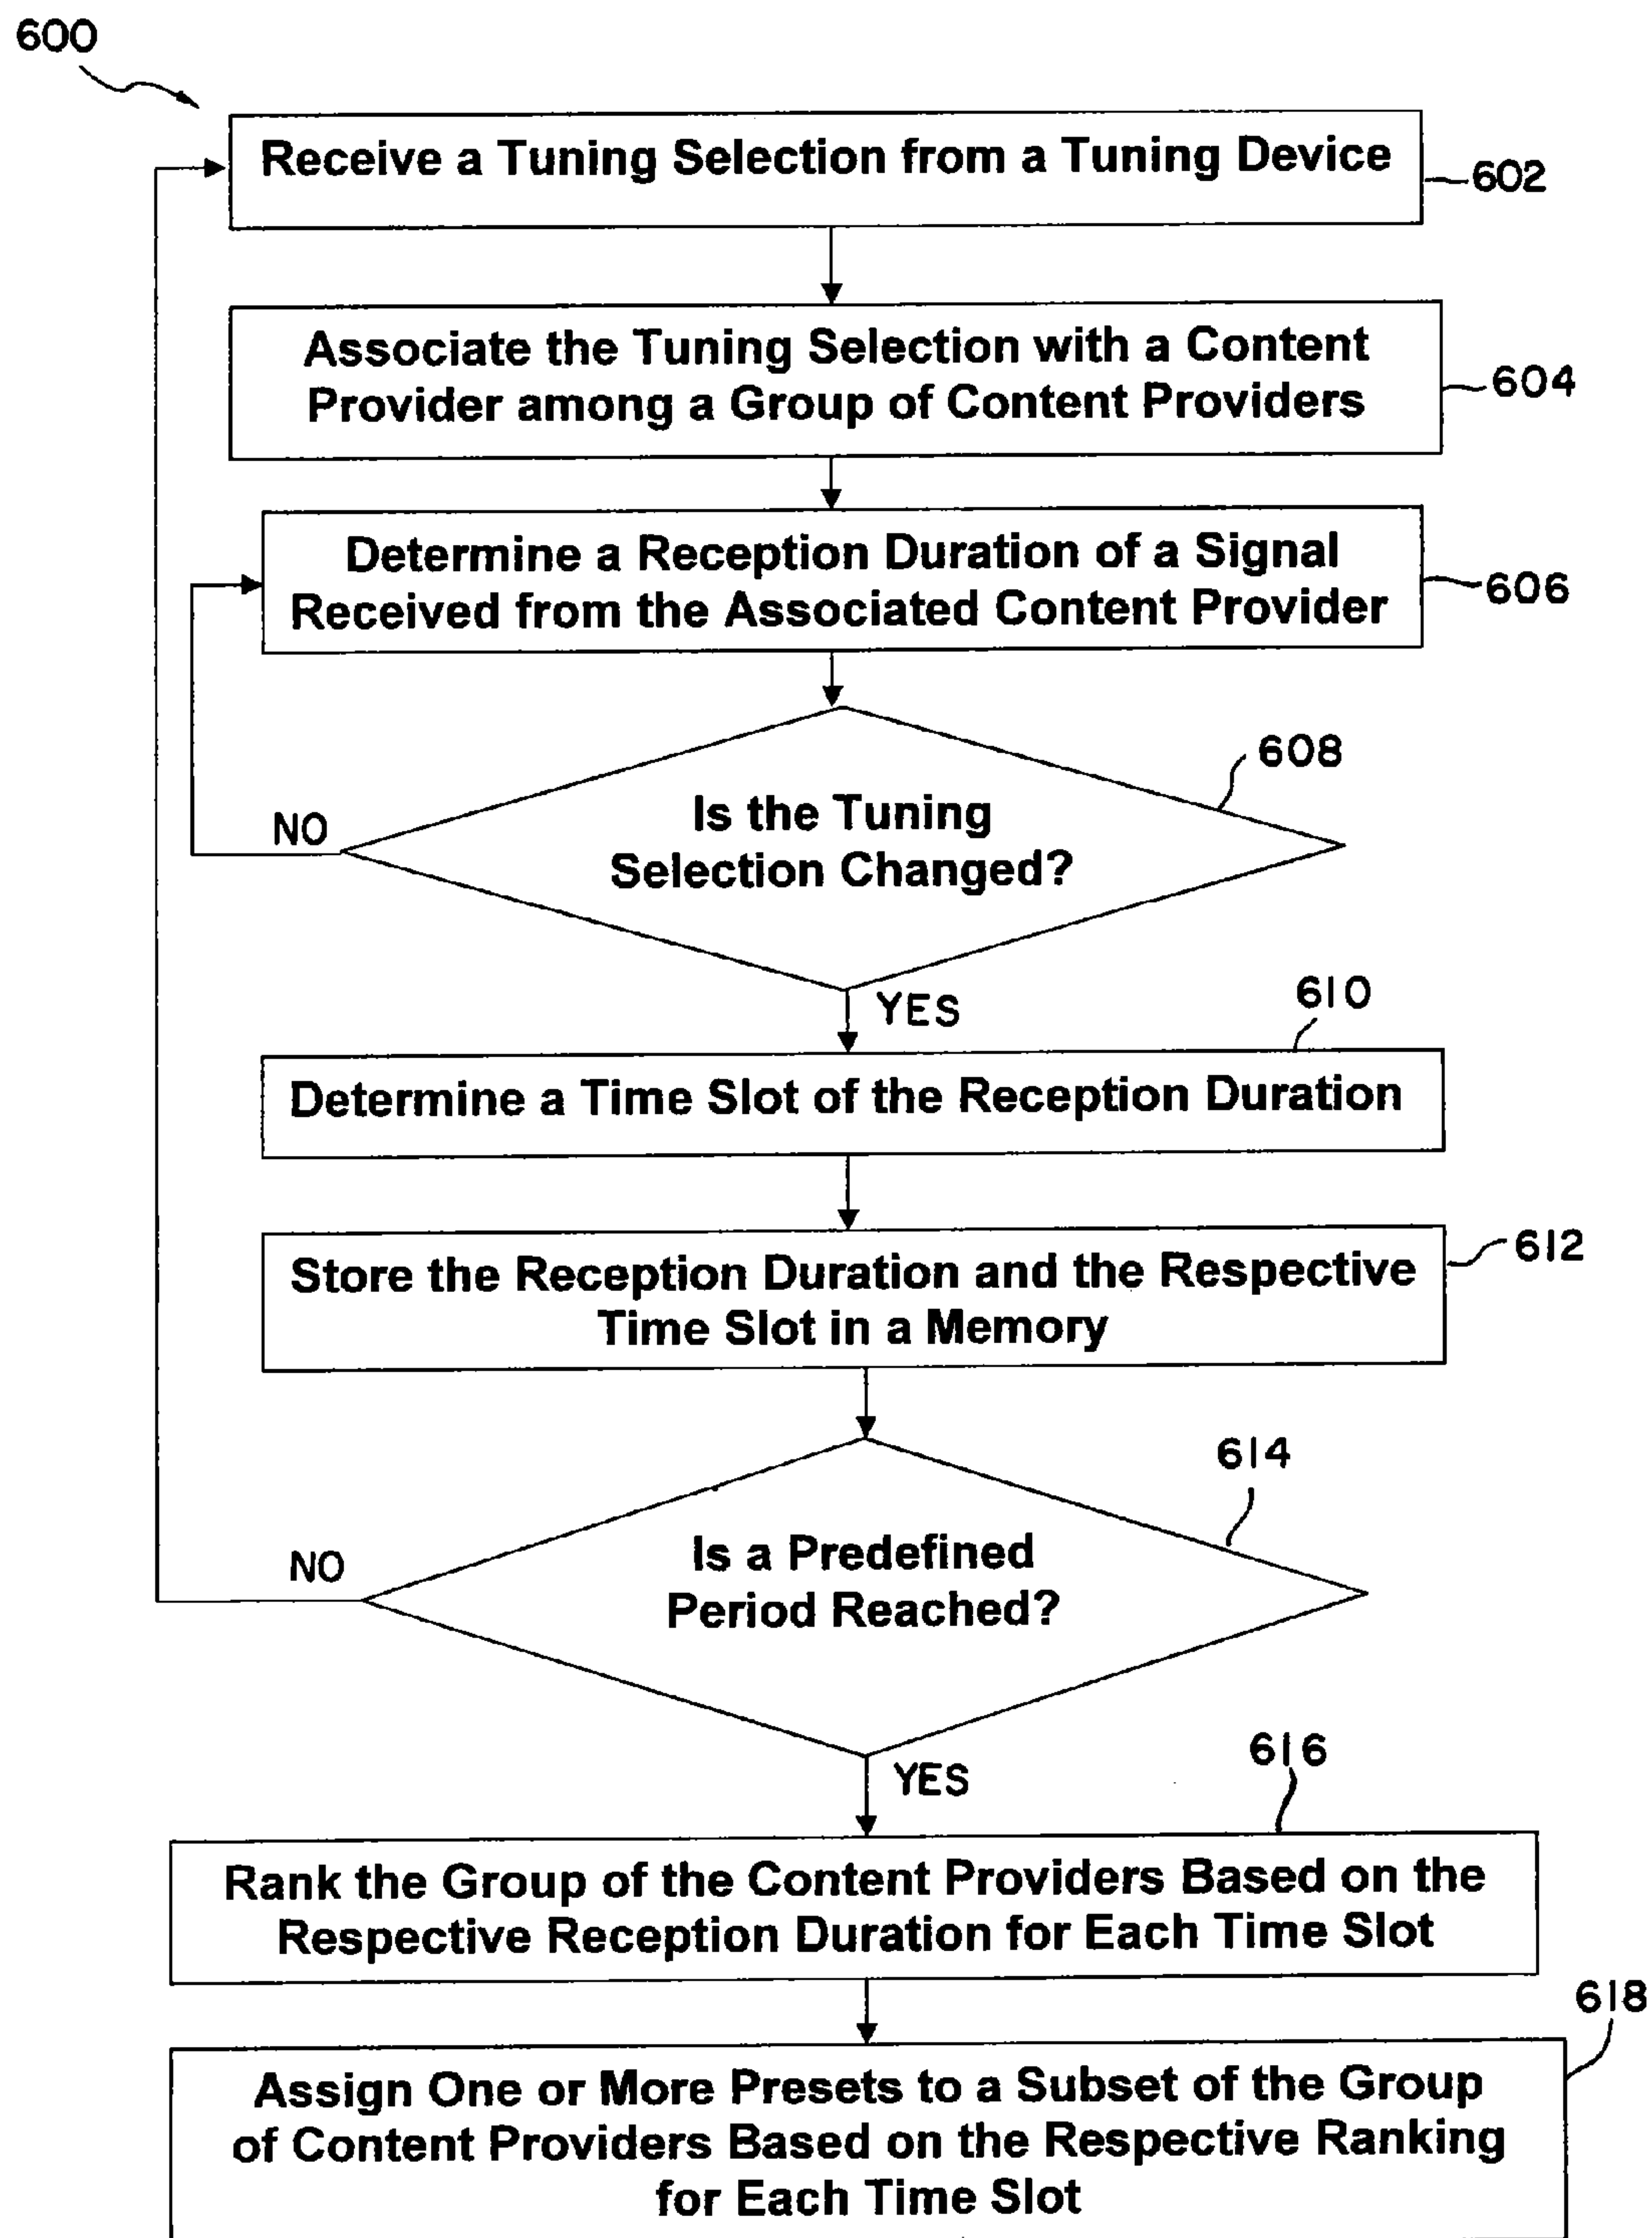 600
Receive a Tuning Selection from a Tuning Device
602
Associate the Tuning Selection with a Content
Provider among a Group of Content Providers
604
Determine a Reception Duration of a Signal
Received from the Associated Content Provider
606
608
Is the Tuning
Selection Changed?
NO
YES
610
Determine a Time Slot of the Reception Duration
Store the Reception Duration and the Respective
Time Slot in a Memory
612
614
Is a Predefined
Period Reached?
NO
YES
616
Rank the Group of the Content Providers Based on the
Respective Reception Duration for Each Time Slot
618
Assign One or More Presets to a Subset of the Group
of Content Providers Based on the Respective Ranking
for Each Time Slot